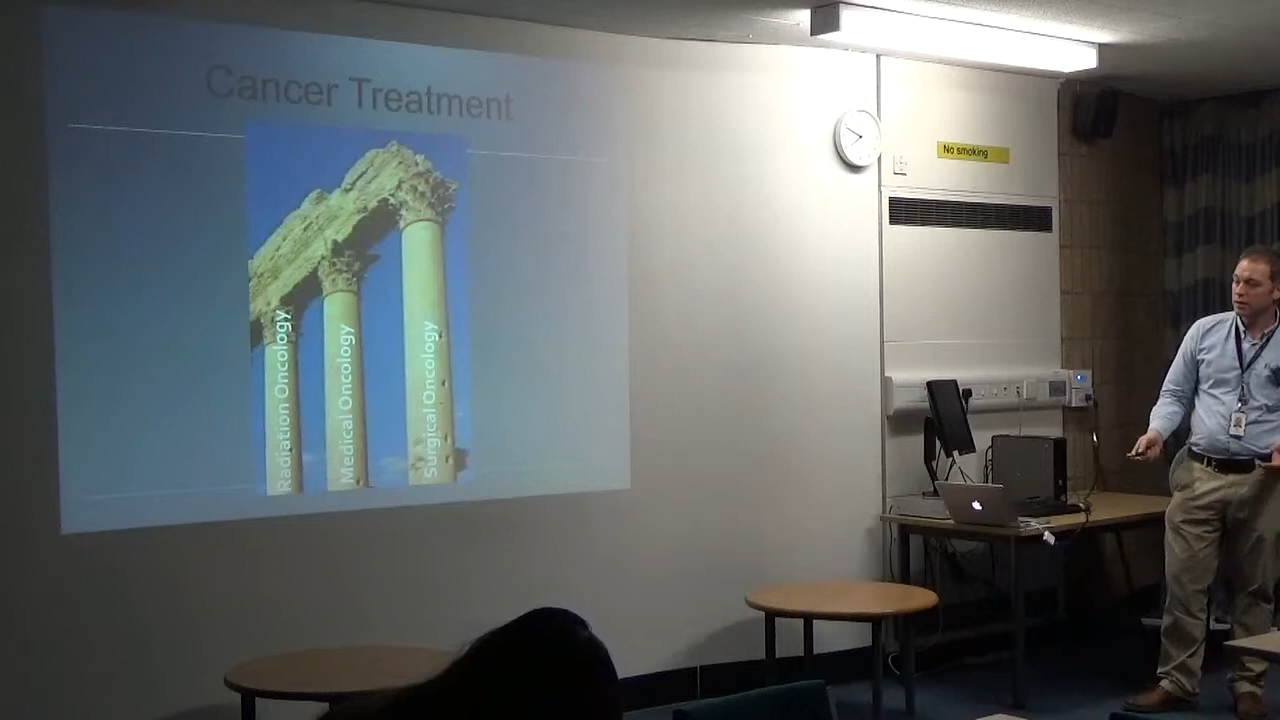 Cancer Treatment
Radiation Oncology
Medical Oncology
Surgical Oncology
No smoking